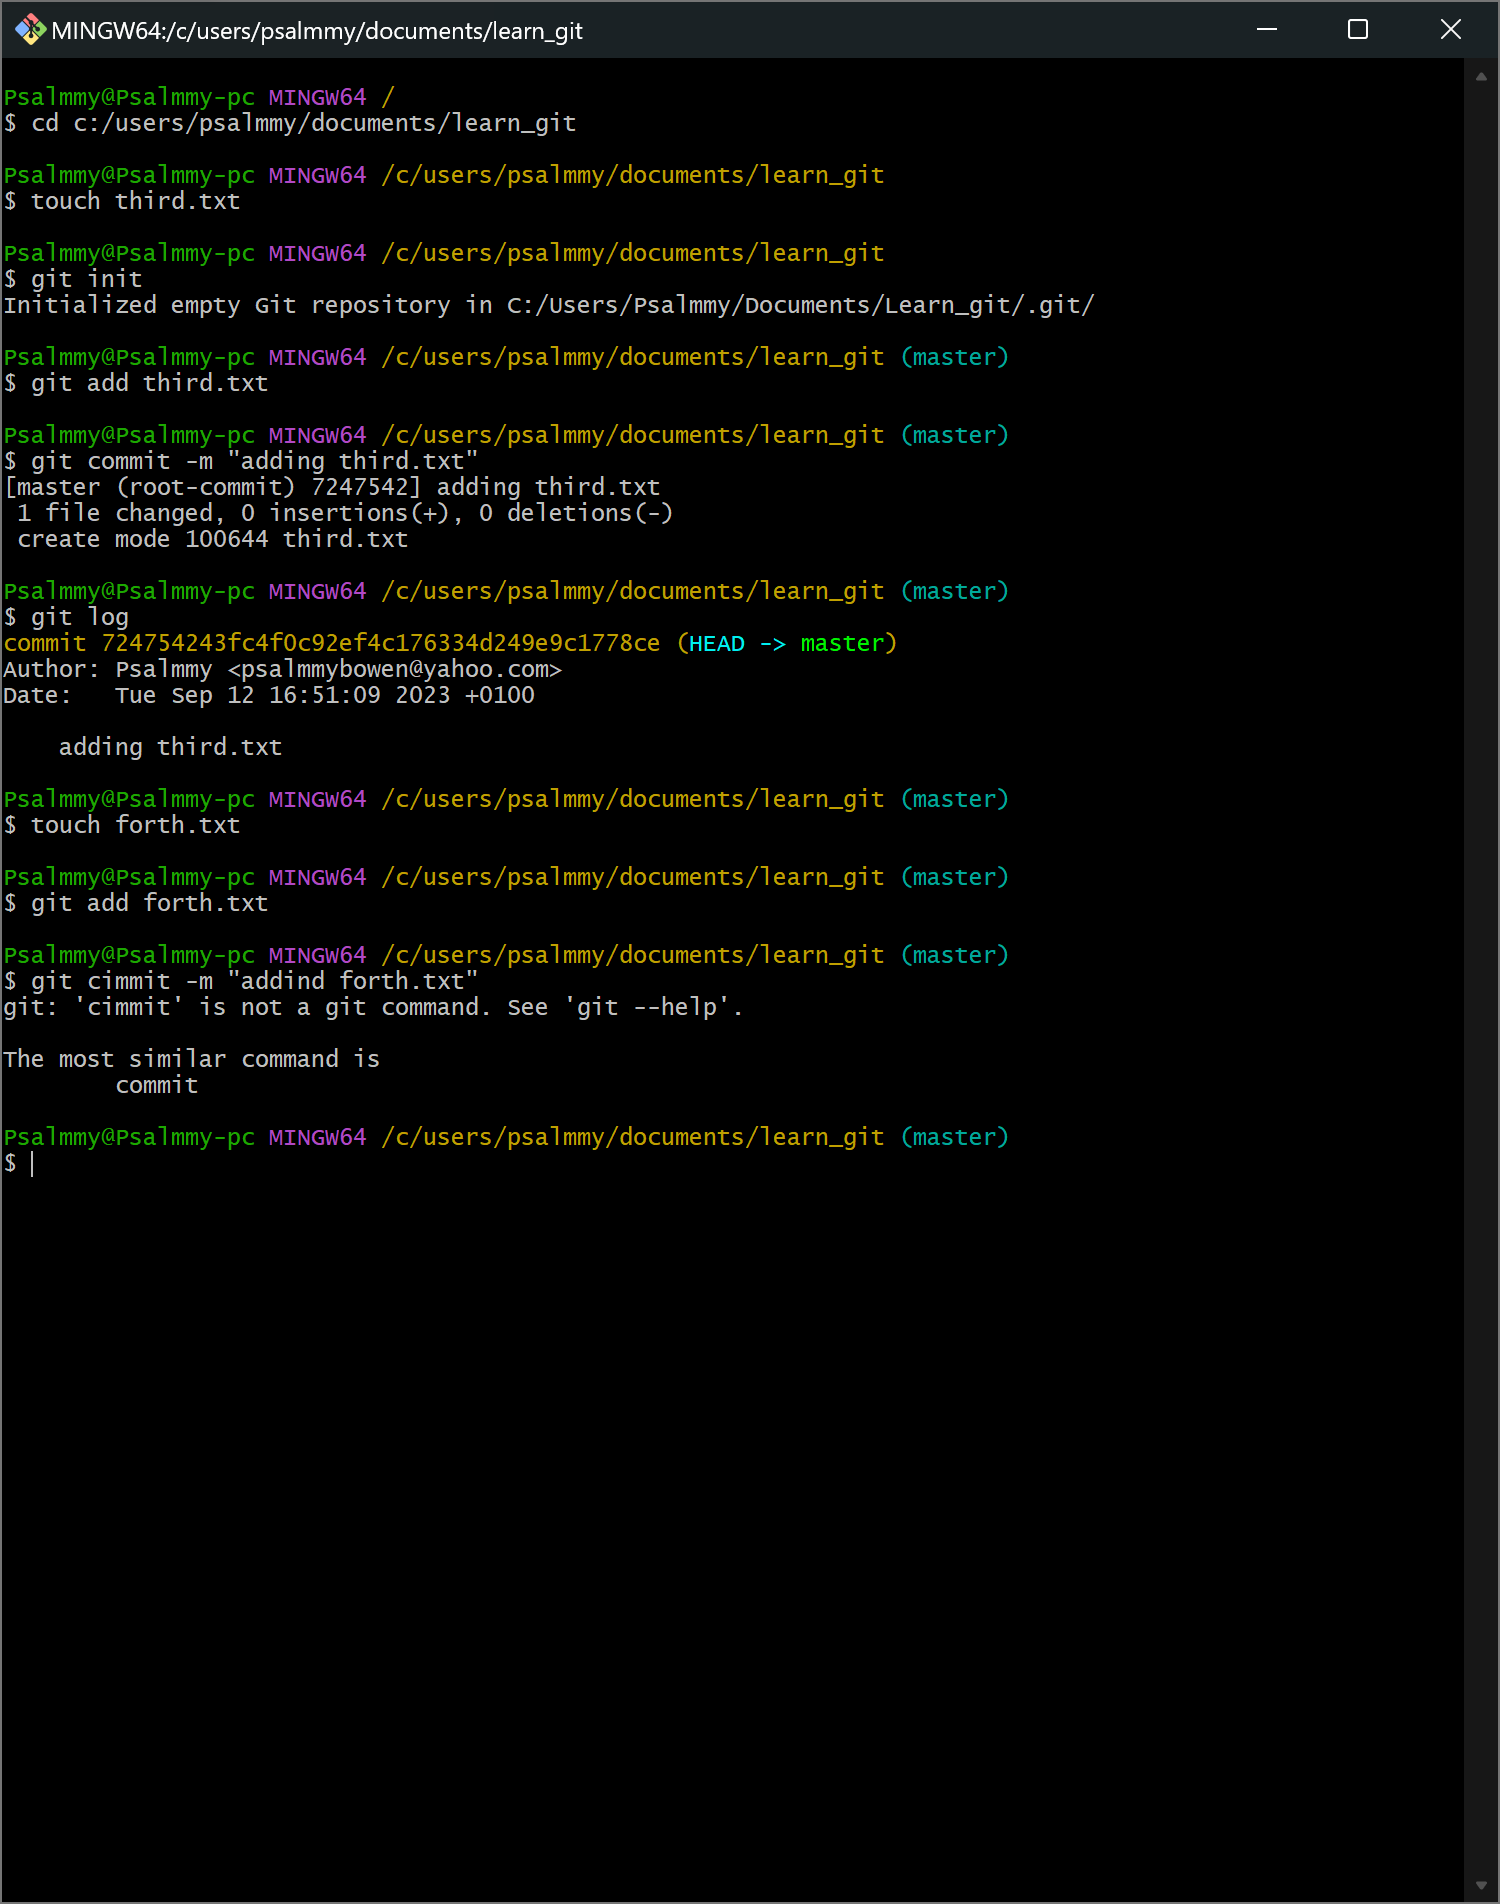 MINGW64:/c/users/psalmmy/documents/learn_git
Psalmmy@Psalmmy-pc MINGW64 /
$ cd c:/users/psalmmy/documents/learn_git
Psalmmy@Psalmmy-pc MINGW64 /c/users/psalmmy/documents/learn_git
$ touch third.txt
Psalmmy@Psalmmy-pc MINGW64 /c/users/psalmmy/documents/learn_git
$ git init
Initialized empty Git repository in C:/Users/Psalmmy/Documents/Learn_git/.git/
Psalmmy@Psalmmy-pc MINGW64 /c/users/psalmmy/documents/learn_git (master)
$ git add third.txt
Psalmmy@Psalmmy-pc MINGW64 /c/users/psalmmy/documents/learn_git (master)
$ git commit -m "adding third.txt"
[master (root-commit) 7247542] adding third.txt
 1 file changed, 0 insertions(+), 0 deletions(-)
 create mode 100644 third.txt
Psalmmy@Psalmmy-pc MINGW64 /c/users/psalmmy/documents/learn_git (master)
$ git log
commit 724754243fc4f0c92ef4c176334d249e9c1778ce (HEAD -> master)
Author: Psalmmy <psalmmybowen@yahoo.com>
Date:   Tue Sep 12 16:51:09 2023 +0100
    adding third.txt
Psalmmy@Psalmmy-pc MINGW64 /c/users/psalmmy/documents/learn_git (master)
$ touch forth.txt
Psalmmy@Psalmmy-pc MINGW64 /c/users/psalmmy/documents/learn_git (master)
$ git add forth.txt
Psalmmy@Psalmmy-pc MINGW64 /c/users/psalmmy/documents/learn_git (master)
$ git cimmit -m "addind forth.txt"
git: 'cimmit' is not a git command. See 'git --help'.
The most similar command is
        commit
Psalmmy@Psalmmy-pc MINGW64 /c/users/psalmmy/documents/learn_git (master)
$